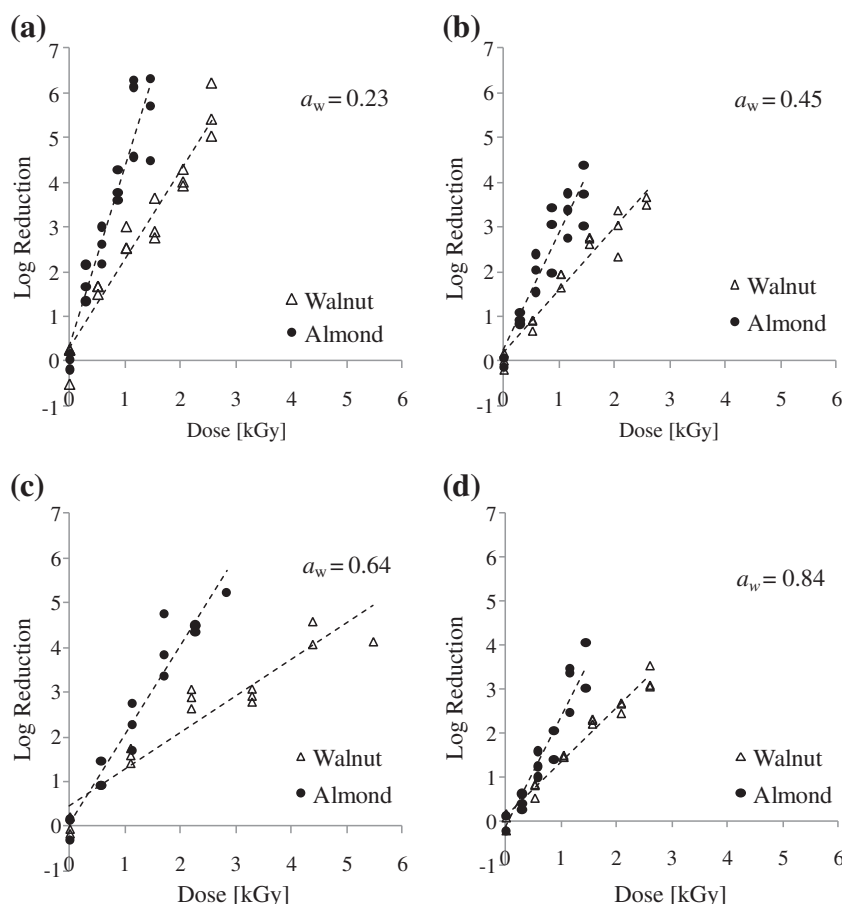 (a)
7
6
5
4
3
2
1
0
-1
Log Reduction
a_w = 0.23
Walnut
Almond
0 1 2 3 4 5 6
Dose [kGy]
(b)
7
6
5
4
3
2
1
0
-1
Log Reduction
a_w = 0.45
Walnut
Almond
0 1 2 3 4 5 6
Dose [kGy]
(c)
7
6
5
4
3
2
1
0
-1
Log Reduction
a_w = 0.64
Walnut
Almond
0 1 2 3 4 5 6
Dose [kGy]
(d)
7
6
5
4
3
2
1
0
-1
Log Reduction
a_w = 0.84
Walnut
Almond
0 1 2 3 4 5 6
Dose [kGy]